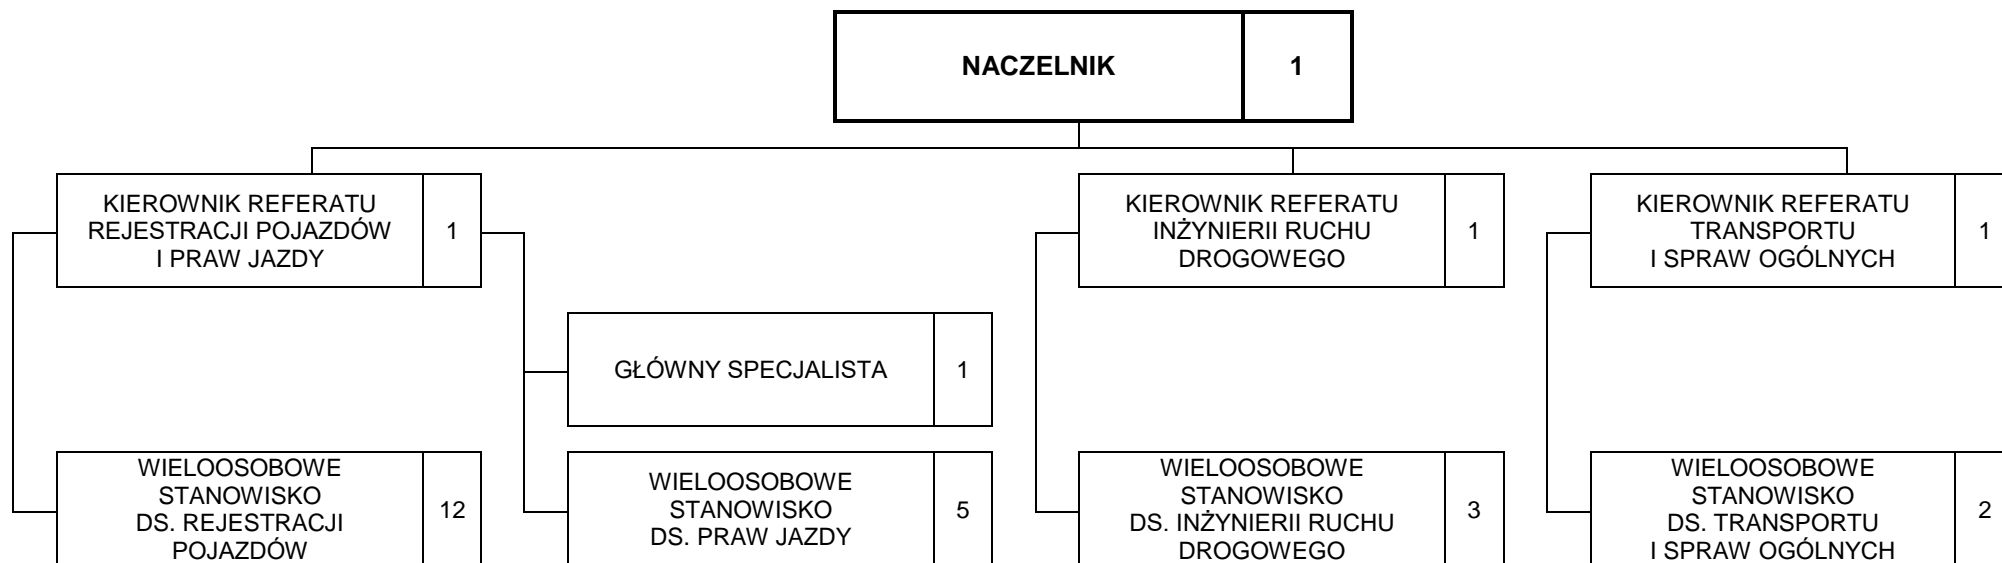 NACZELNIK
1
KIEROWNIK REFERATU
REJESTRACJI POJAZDÓW
I PRAW JAZDY
1
KIEROWNIK REFERATU
INŻYNIERII RUCHU
DROGOWEGO
1
KIEROWNIK REFERATU
TRANSPORTU
I SPRAW OGÓLNYCH
1
GŁÓWNY SPECJALISTA
1
WIELOOSOBOWE
STANOWISKO
DS. REJESTRACJI
POJAZDÓW
12
WIELOOSOBOWE
STANOWISKO
DS. PRAW JAZDY
5
WIELOOSOBOWE
STANOWISKO
DS. INŻYNIERII RUCHU
DROGOWEGO
3
WIELOOSOBOWE
STANOWISKO
DS. TRANSPORTU
I SPRAW OGÓLNYCH
2